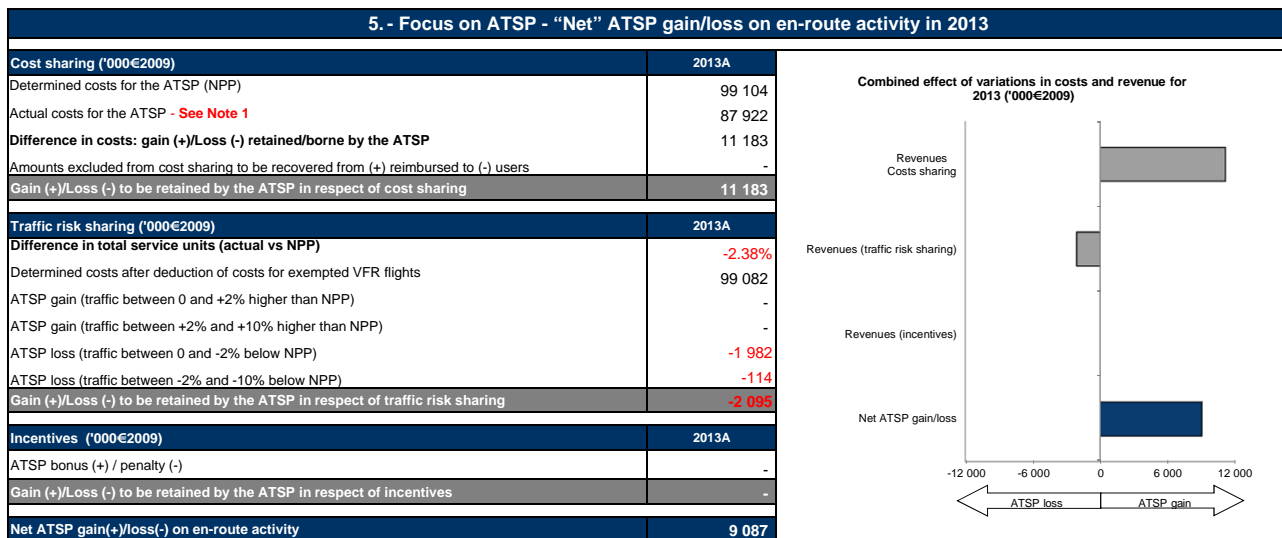 5. - Focus on ATSP - “Net” ATSP gain/loss on en-route activity in 2013
Cost sharing ('000€2009) 2013A
Determined costs for the ATSP (NPP) 99 104
Actual costs for the ATSP - See Note 1 87 922
Difference in costs: gain (+)/Loss (-) retained/borne by the ATSP 11 183
Amounts excluded from cost sharing to be recovered from (+) reimbursed to (-) users -
Gain (+)/Loss (-) to be retained by the ATSP in respect of cost sharing 11 183
Traffic risk sharing ('000€2009) 2013A
Difference in total service units (actual vs NPP) -2.38%
Determined costs after deduction of costs for exempted VFR flights 99 082
ATSP gain (traffic between 0 and +2% higher than NPP) -
ATSP gain (traffic between +2% and +10% higher than NPP) -
ATSP loss (traffic between 0 and -2% below NPP) -1 982
ATSP loss (traffic between -2% and -10% below NPP) -114
Gain (+)/Loss (-) to be retained by the ATSP in respect of traffic risk sharing -2 095
Incentives ('000€2009) 2013A
ATSP bonus (+) / penalty (-) -
Gain (+)/Loss (-) to be retained by the ATSP in respect of incentives -
Net ATSP gain(+)/loss(-) on en-route activity 9 087
Combined effect of variations in costs and revenue for
2013 ('000€2009)
Revenues
Costs sharing
Revenues (traffic risk sharing)
Revenues (incentives)
Net ATSP gain/loss
-12 000 -6 000 0 6 000 12 000
ATSP loss ATSP gain